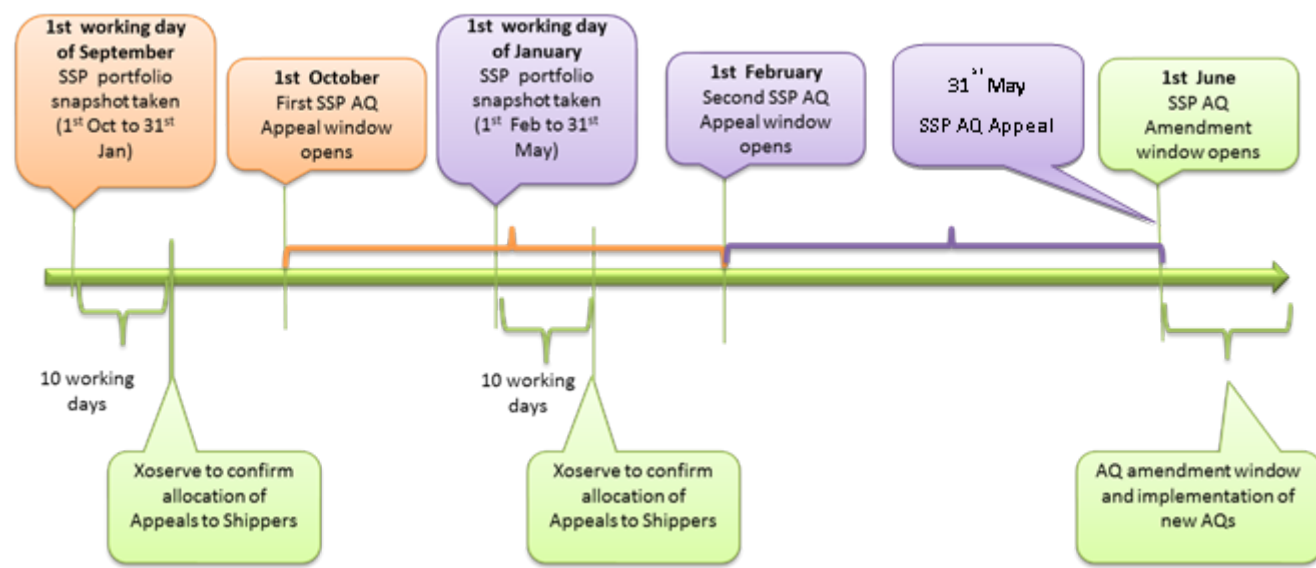 1st working day
of September
SSP portfolio
snapshot taken
(1st Oct to 31st
Jan)
1st October
First SSP AQ
Appeal window
opens
1st working day
of January
SSP portfolio
snapshot taken
(1st Feb to 31st
May)
1st February
Second SSP AQ
Appeal window
opens
31st May
SSP AQ Appeal
1st June
SSP AQ
Amendment
window opens
10 working
days
10 working
days
Xoserve to confirm
allocation of
Appeals to Shippers
Xoserve to confirm
allocation of
Appeals to Shippers
AQ amendment window
and implementation of
new AQs